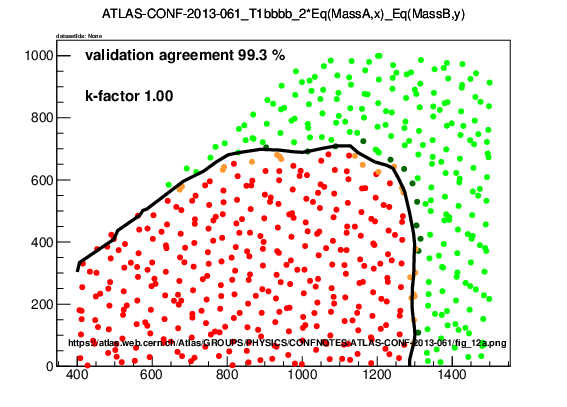 ATLAS-CONF-2013-061_T1bbbb_2*Eq(MassA,x)_Eq(MassB,y)
datasetIds: None
validation agreement 99.3 %
k-factor 1.00
1000
800
600
400
200
0
https://atlas.web.cern.ch/Atlas/GROUPS/PHYSICS/CONFNOTES/ATLAS-CONF-2013-061/fig_12a.png
400 600 800 1000 1200 1400